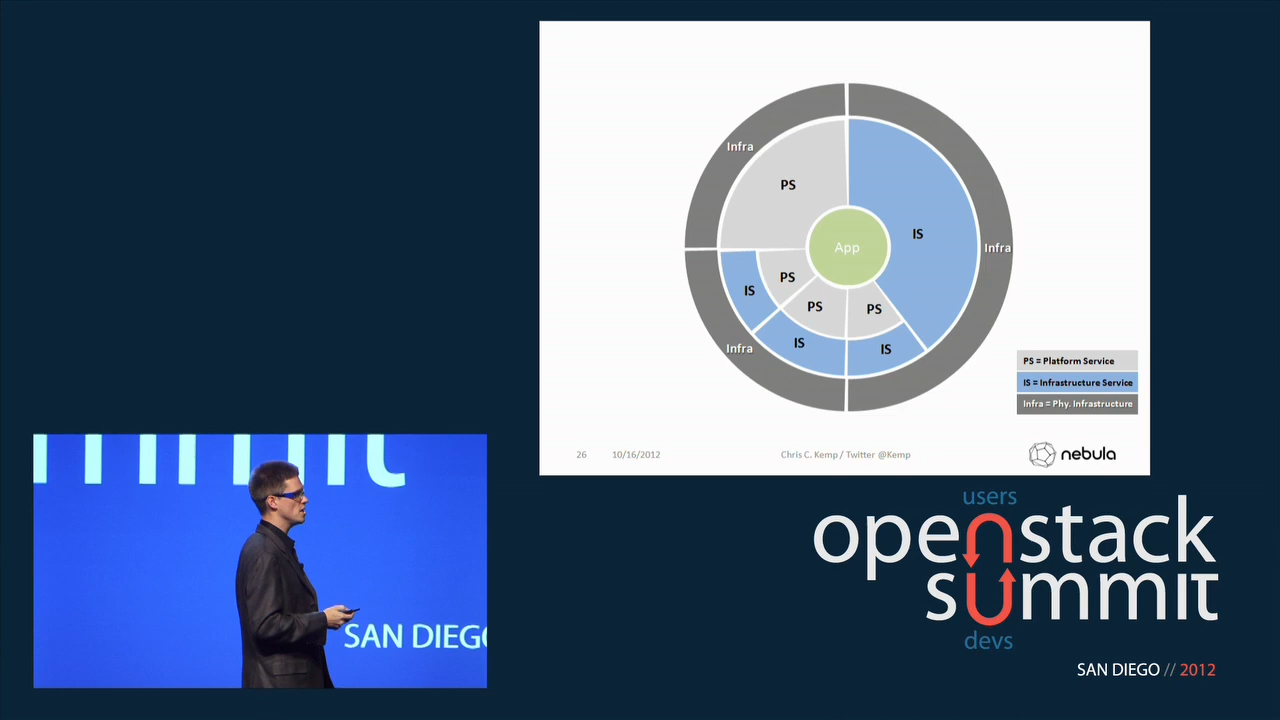 Infra
PS
IS
App
Infra
PS
IS
PS
PS
IS
IS
Infra
PS = Platform Service
IS = Infrastructure Service
Infra = Phy. Infrastructure
26 10/16/2012 Chris C. Kemp / Twitter @Kemp
nebula
SAN DIEG
users
openstack
summit
devs
SAN DIEGO // 2012